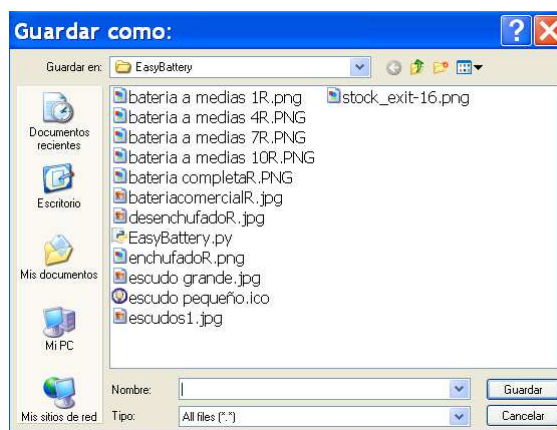 Guardar como:
Guardar en:
EasyBattery
Documentos
recientes
Escritorio
Mis documentos
Mi PC
Mis sitios de red
bateria a medias 1R.png
bateria a medias 4R.PNG
bateria a medias 7R.PNG
bateria a medias 10R.PNG
bateria completaR.PNG
bateriacomercialR.jpg
desenchufadoR.jpg
EasyBattery.py
enchufadoR.png
escudo grande.jpg
escudo pequeño.ico
escudos1.jpg
stock_exit-16.png
Nombre:
Guardar
Tipo:
All files (*.*)
Cancelar